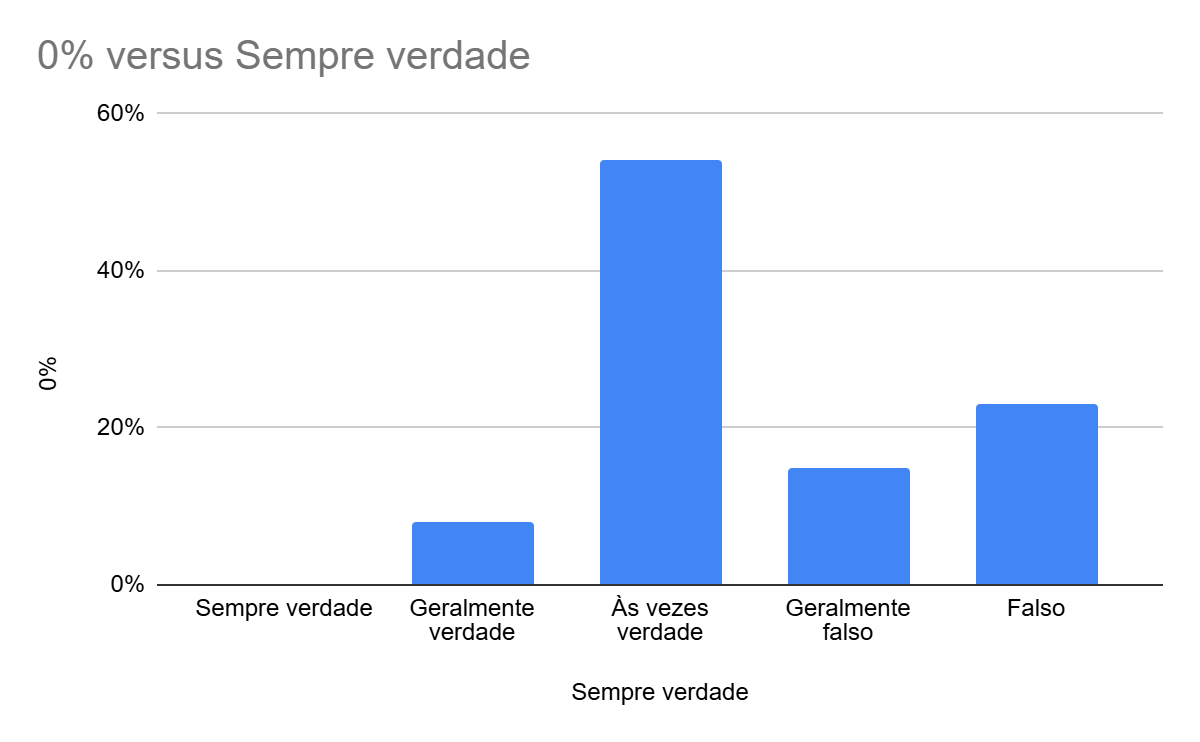 0% versus Sempre verdade
60%
40%
20%
0%
0%
Sempre verdade
Geralmente
verdade
Às vezes
verdade
Geralmente
falso
Falso
Sempre verdade